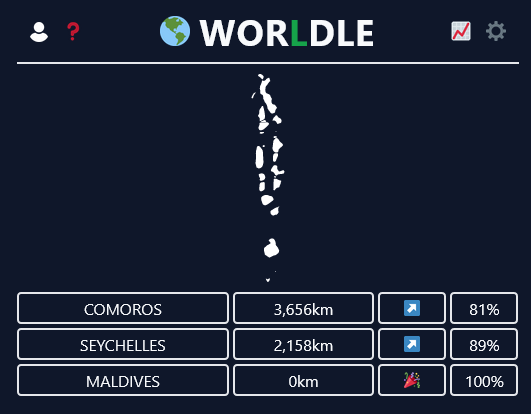 ❓ WORLDLE
COMOROS 3,656km ↗ 81%
SEYCHELLES 2,158km ↗ 89%
MALDIVES 0km 🎉 100%